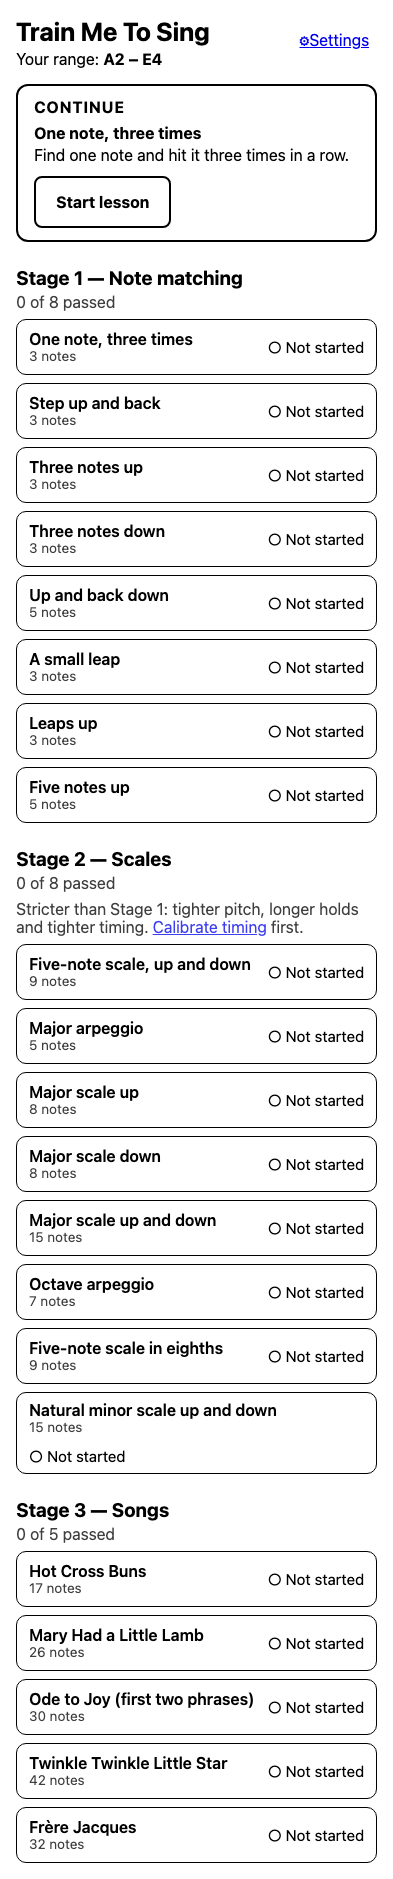 Train Me To Sing
⚙Settings
Your range: A2 – E4
CONTINUE
One note, three times
Find one note and hit it three times in a row.
Start lesson
Stage 1 — Note matching
0 of 8 passed
One note, three times
3 notes
Not started
Step up and back
3 notes
Not started
Three notes up
3 notes
Not started
Three notes down
3 notes
Not started
Up and back down
5 notes
Not started
A small leap
3 notes
Not started
Leaps up
3 notes
Not started
Five notes up
5 notes
Not started
Stage 2 — Scales
0 of 8 passed
Stricter than Stage 1: tighter pitch, longer holds
and tighter timing. Calibrate timing first.
Five-note scale, up and down
9 notes
Not started
Major arpeggio
5 notes
Not started
Major scale up
8 notes
Not started
Major scale down
8 notes
Not started
Major scale up and down
15 notes
Not started
Octave arpeggio
7 notes
Not started
Five-note scale in eighths
9 notes
Not started
Natural minor scale up and down
15 notes
Not started
Stage 3 — Songs
0 of 5 passed
Hot Cross Buns
17 notes
Not started
Mary Had a Little Lamb
26 notes
Not started
Ode to Joy (first two phrases)
30 notes
Not started
Twinkle Twinkle Little Star
42 notes
Not started
Frère Jacques
32 notes
Not started